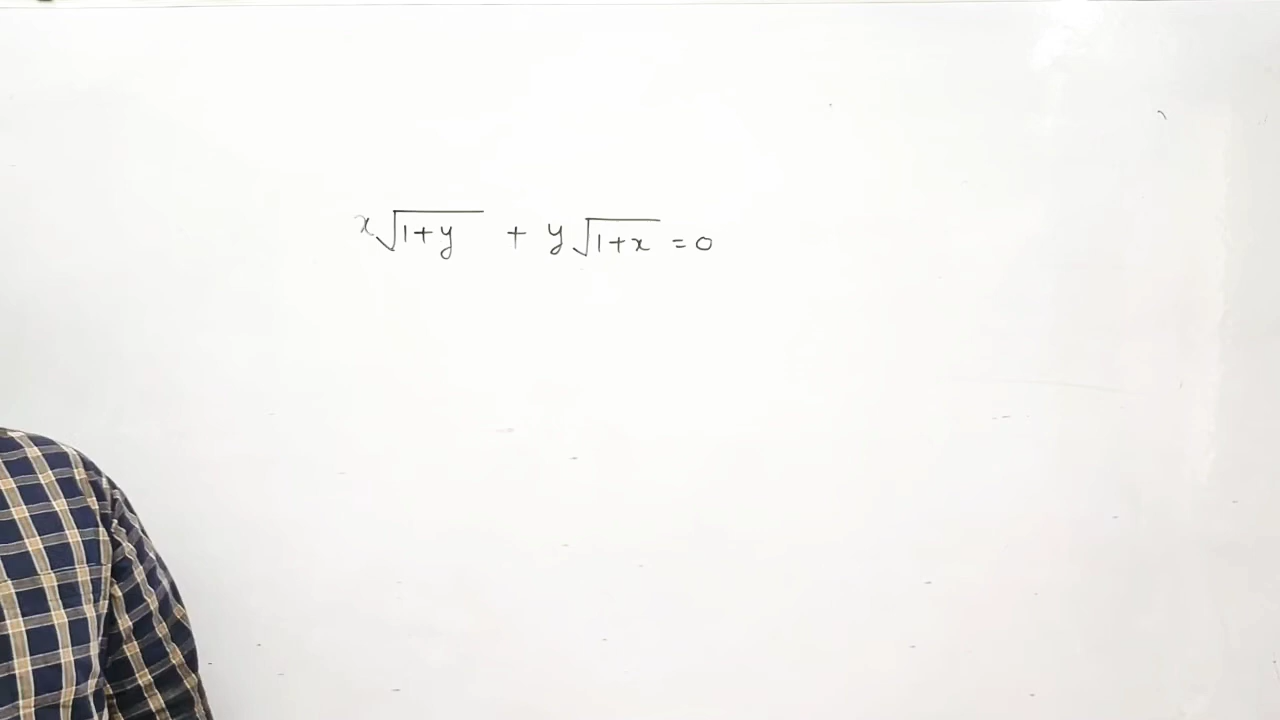 x√(1+y) + y√(1+x) = 0